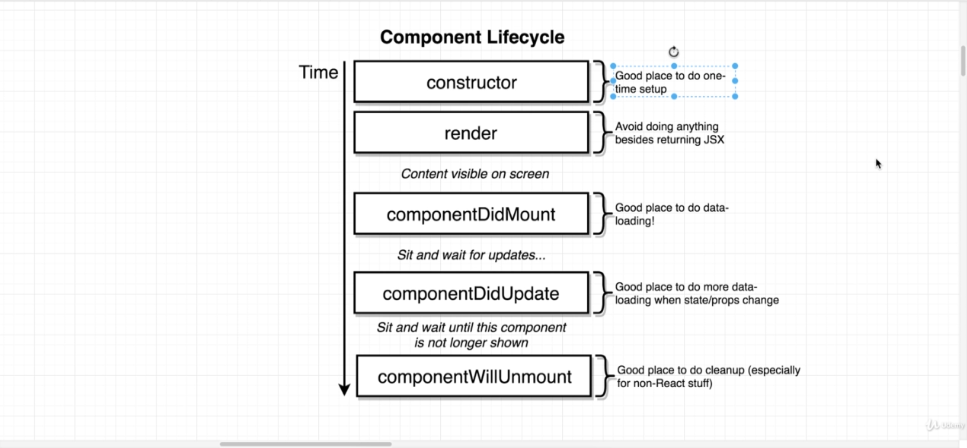 Component Lifecycle
Time
constructor
Good place to do one-
time setup
render
Avoid doing anything
besides returning JSX
Content visible on screen
componentDidMount
Good place to do data-
loading!
Sit and wait for updates...
componentDidUpdate
Good place to do more data-
loading when state/props change
Sit and wait until this component
is not longer shown
componentWillUnmount
Good place to do cleanup (especially
for non-React stuff)
Udemy